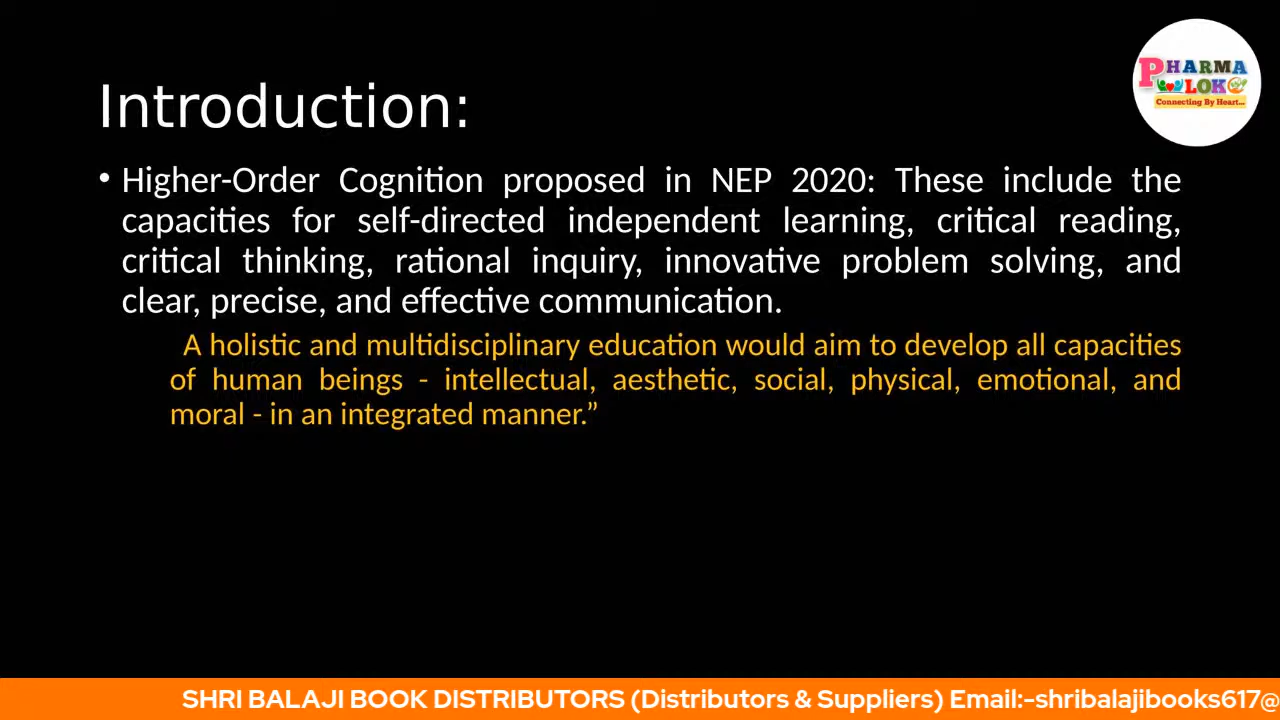 PHARMA
LOK
Connecting By Heart...
Introduction:
• Higher-Order Cognition proposed in NEP 2020: These include the
capacities for self-directed independent learning, critical reading,
critical thinking, rational inquiry, innovative problem solving, and
clear, precise, and effective communication.
A holistic and multidisciplinary education would aim to develop all capacities
of human beings - intellectual, aesthetic, social, physical, emotional, and
moral - in an integrated manner.”
SHRI BALAJI BOOK DISTRIBUTORS (Distributors & Suppliers) Email:-shribalajibooks617@